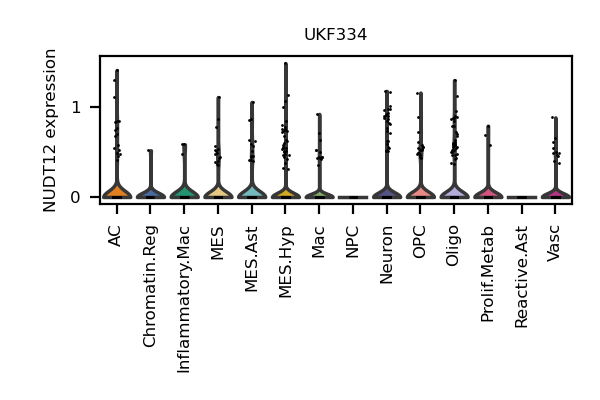 UKF334
NUDT12 expression
1
0
AC
Chromatin.Reg
Inflammatory.Mac
MES
MES.Ast
MES.Hyp
Mac
NPC
Neuron
OPC
Oligo
Prolif.Metab
Reactive.Ast
Vasc